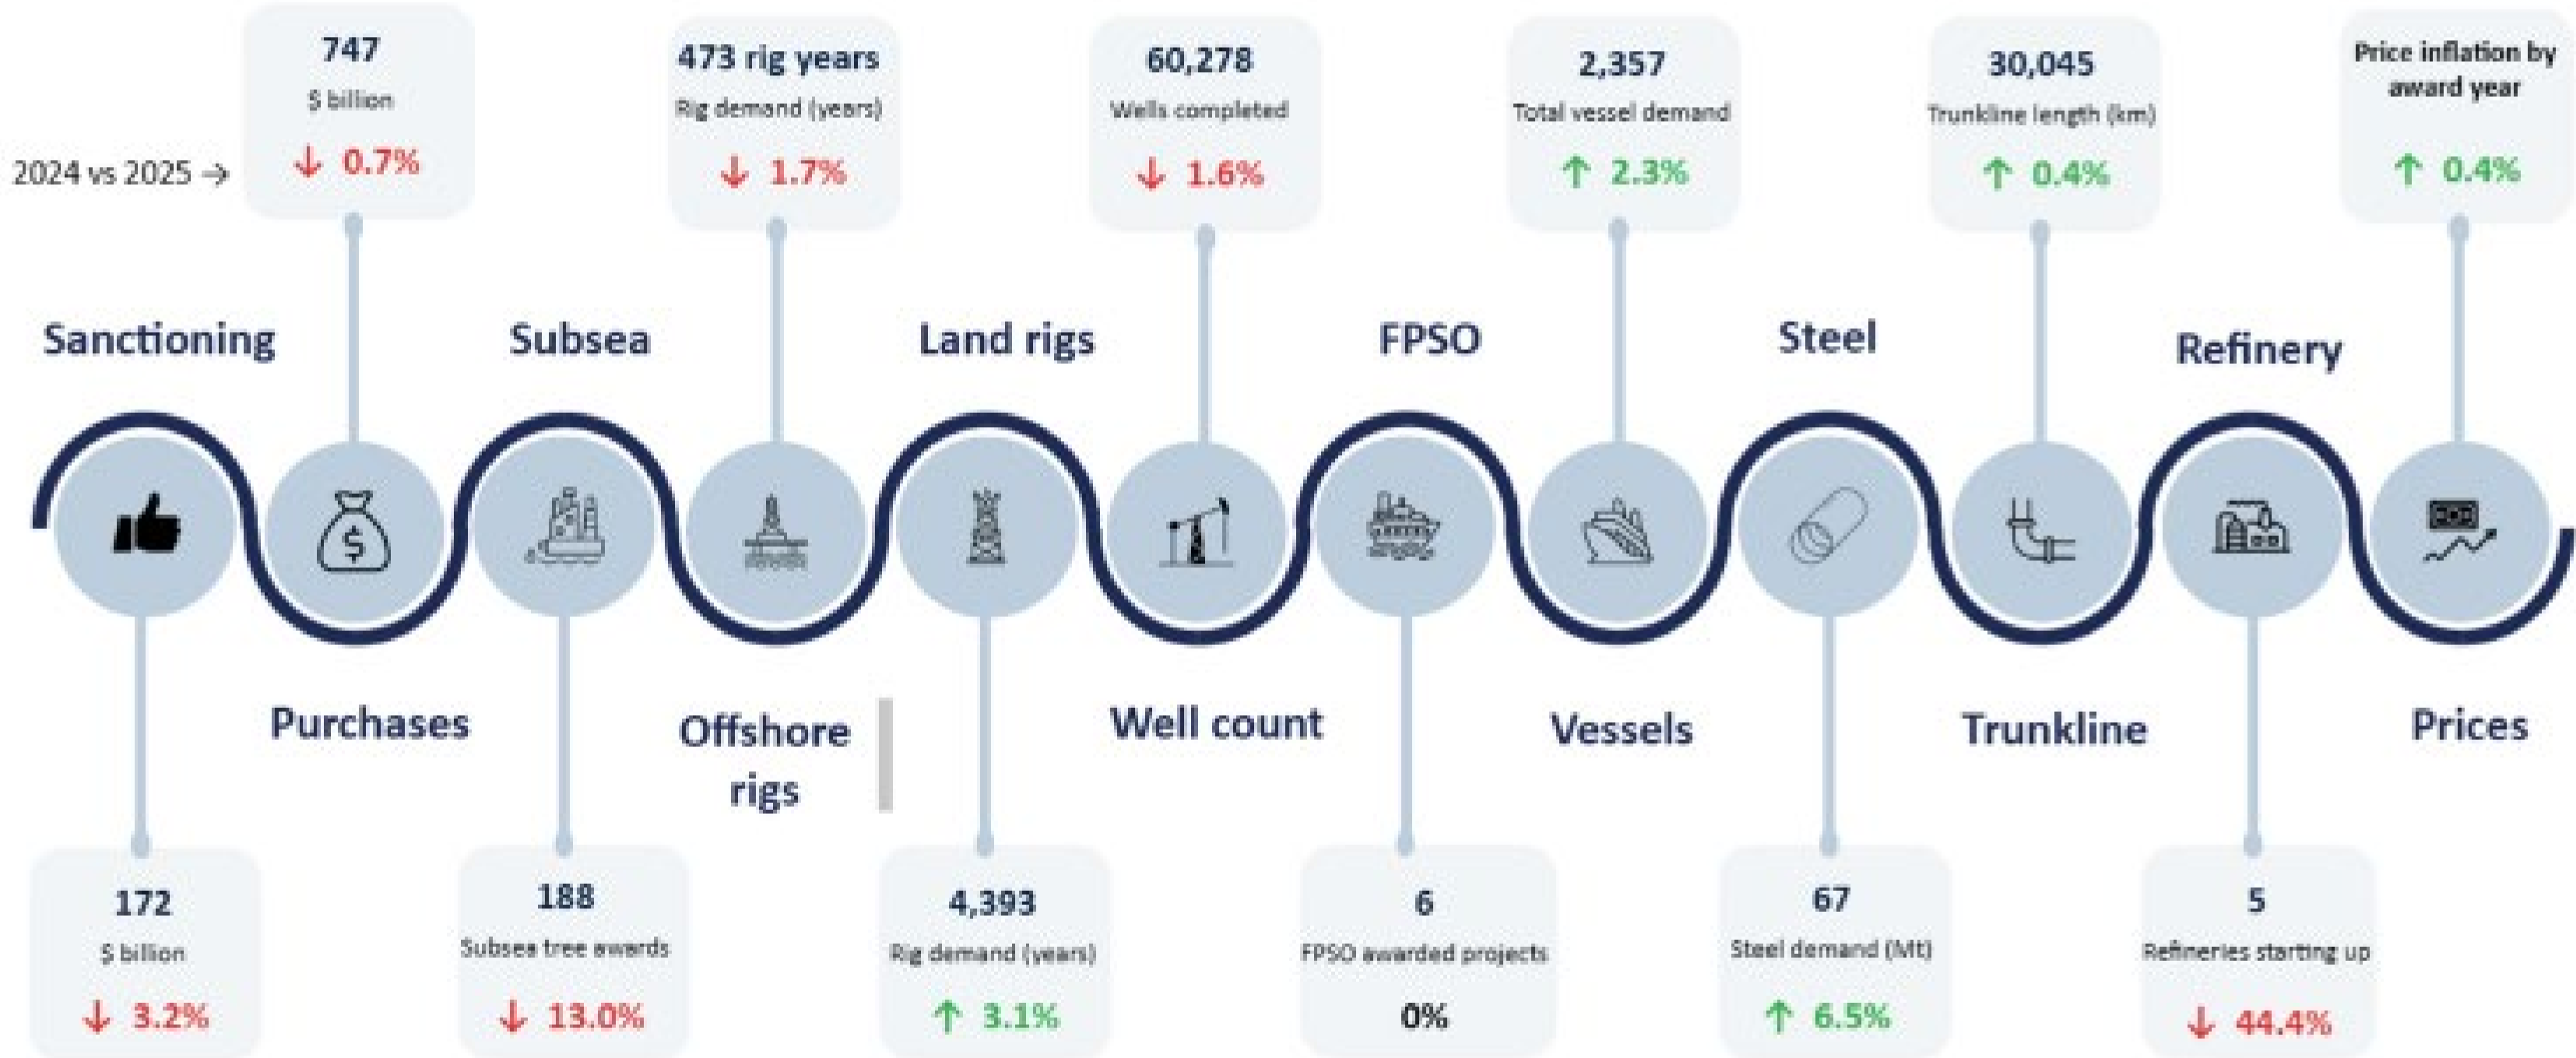 747
$ billion
↓ 0.7%
473 rig years
Rig demand (years)
↓ 1.7%
60,278
Wells completed
↓ 1.6%
2,357
Total vessel demand
↑ 2.3%
30,045
Trunkline length (km)
↑ 0.4%
Price inflation by
award year
↑ 0.4%
2024 vs 2025 →
Sanctioning
Subsea
Land rigs
FPSO
Steel
Refinery
$
Purchases
Offshore
rigs
Well count
Vessels
Trunkline
Prices
172
$ billion
↓ 3.2%
188
Subsea tree awards
↓ 13.0%
4,393
Rig demand (years)
↑ 3.1%
6
FPSO awarded projects
0%
67
Steel demand (Mt)
↑ 6.5%
5
Refineries starting up
↓ 44.4%